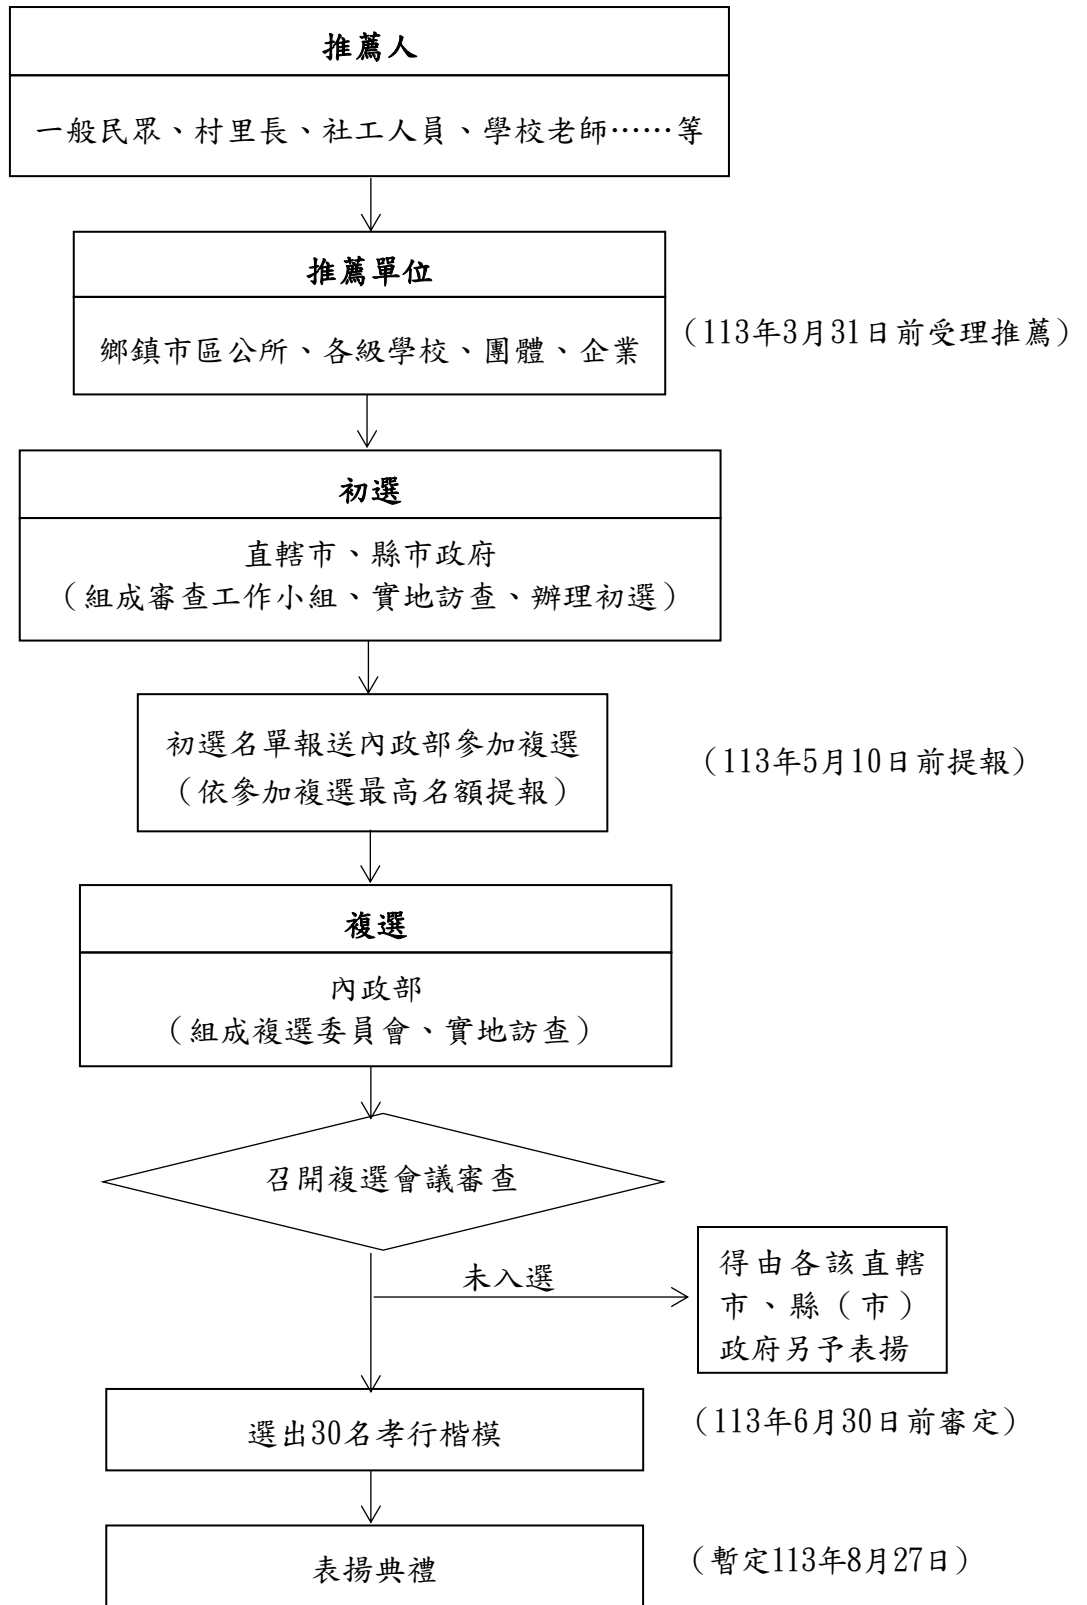 推薦人
一般民眾、村里長、社工人員、學校老師……等
推薦單位
鄉鎮市區公所、各級學校、團體、企業
（113年3月31日前受理推薦）
初選
直轄市、縣市政府
（組成審查工作小組、實地訪查、辦理初選）
初選名單報送內政部參加複選
（依參加複選最高名額提報）
（113年5月10日前提報）
複選
內政部
（組成複選委員會、實地訪查）
召開複選會議審查
未入選
得由各該直轄
市、縣（市）
政府另予表揚
選出30名孝行楷模
（113年6月30日前審定）
表揚典禮
（暫定113年8月27日）